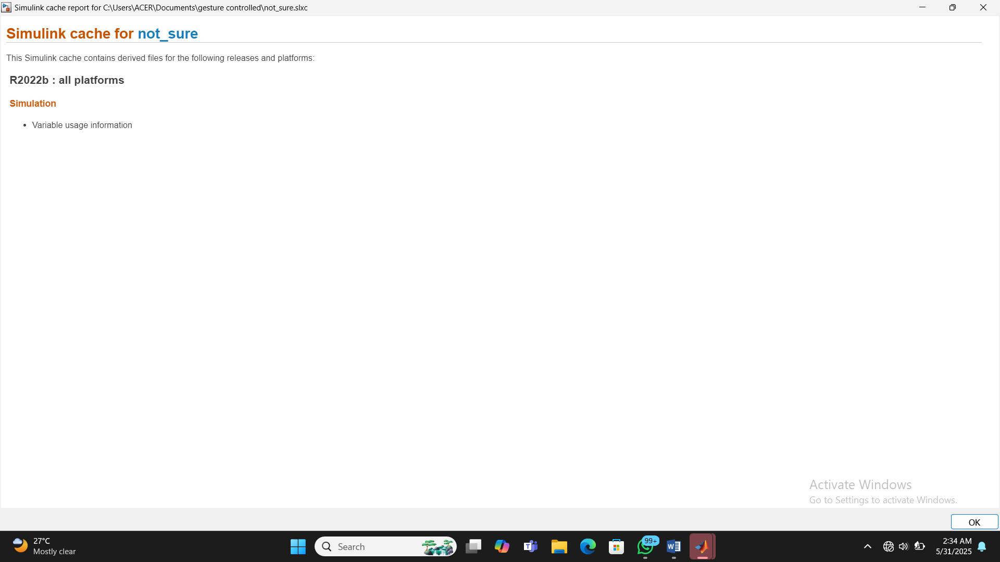 Simulink cache report for C:\Users\ACER\Documents\gesture controlled\not_sure.slxc
Simulink cache for not_sure
This Simulink cache contains derived files for the following releases and platforms:
R2022b : all platforms
Simulation
• Variable usage information
Activate Windows
Go to Settings to activate Windows.
OK
27°C
Mostly clear
Search
99+
2:34 AM
5/31/2025